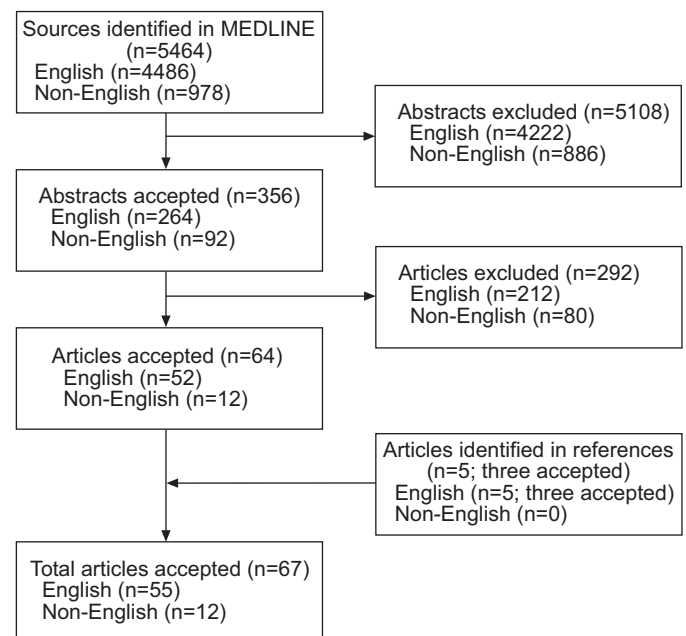 Sources identified in MEDLINE
(n=5464)
English (n=4486)
Non-English (n=978)
Abstracts excluded (n=5108)
English (n=4222)
Non-English (n=886)
Abstracts accepted (n=356)
English (n=264)
Non-English (n=92)
Articles excluded (n=292)
English (n=212)
Non-English (n=80)
Articles accepted (n=64)
English (n=52)
Non-English (n=12)
Articles identified in references
(n=5; three accepted)
English (n=5; three accepted)
Non-English (n=0)
Total articles accepted (n=67)
English (n=55)
Non-English (n=12)